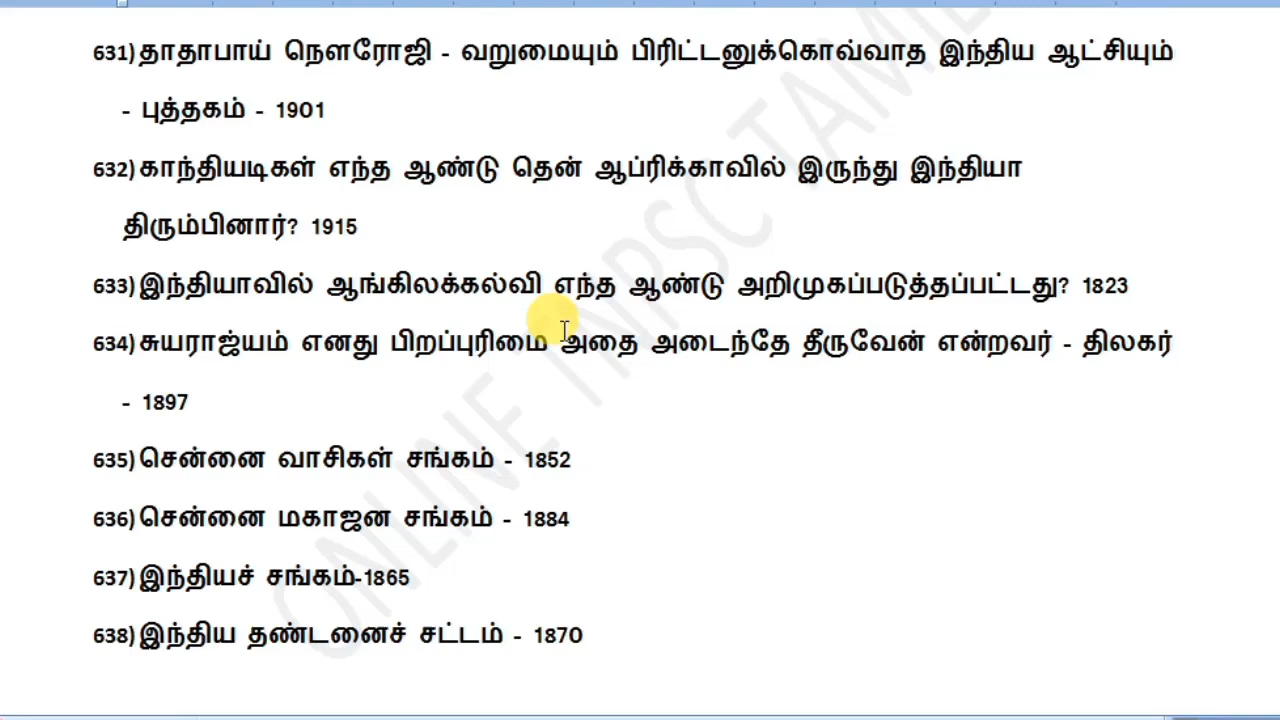 631) தாதாபாய் நௌரோஜி - வறுமையும் பிரிட்டனுக்கொவ்வாத இந்திய ஆட்சியும்
- புத்தகம் - 1901
632) காந்தியடிகள் எந்த ஆண்டு தென் ஆப்ரிக்காவில் இருந்து இந்தியா
திரும்பினார்? 1915
633) இந்தியாவில் ஆங்கிலக்கல்வி எந்த ஆண்டு அறிமுகப்படுத்தப்பட்டது? 1823
634) சுயராஜ்யம் எனது பிறப்புரிமை அதை அடைந்தே தீருவேன் என்றவர் - திலகர்
- 1897
635) சென்னை வாசிகள் சங்கம் - 1852
636) சென்னை மகாஜன சங்கம் - 1884
637) இந்தியச் சங்கம்-1865
638) இந்திய தண்டனைச் சட்டம் - 1870
ONLINE TNPSC TAMIL